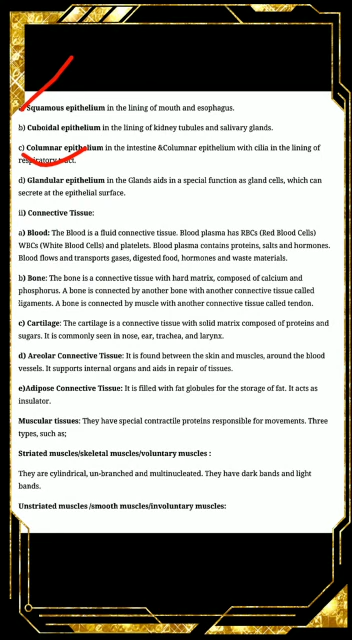 a) Squamous epithelium in the lining of mouth and esophagus.
b) Cuboidal epithelium in the lining of kidney tubules and salivary glands.
c) Columnar epithelium in the intestine &Columnar epithelium with cilia in the lining of
respiratory tract.
d) Glandular epithelium in the Glands aids in a special function as gland cells, which can
secrete at the epithelial surface.
ii) Connective Tissue:
a) Blood: The Blood is a fluid connective tissue. Blood plasma has RBCs (Red Blood Cells)
WBCs (White Blood Cells) and platelets. Blood plasma contains proteins, salts and hormones.
Blood flows and transports gases, digested food, hormones and waste materials.
b) Bone: The bone is a connective tissue with hard matrix, composed of calcium and
phosphorus. A bone is connected by another bone with another connective tissue called
ligaments. A bone is connected by muscle with another connective tissue called tendon.
c) Cartilage: The cartilage is a connective tissue with solid matrix composed of proteins and
sugars. It is commonly seen in nose, ear, trachea, and larynx.
d) Areolar Connective Tissue: It is found between the skin and muscles, around the blood
vessels. It supports internal organs and aids in repair of tissues.
e)Adipose Connective Tissue: It is filled with fat globules for the storage of fat. It acts as
insulator.
Muscular tissues: They have special contractile proteins responsible for movements. Three
types, such as;
Striated muscles/skeletal muscles/voluntary muscles :
They are cylindrical, un-branched and multinucleated. They have dark bands and light
bands.
Unstriated muscles /smooth muscles/involuntary muscles: